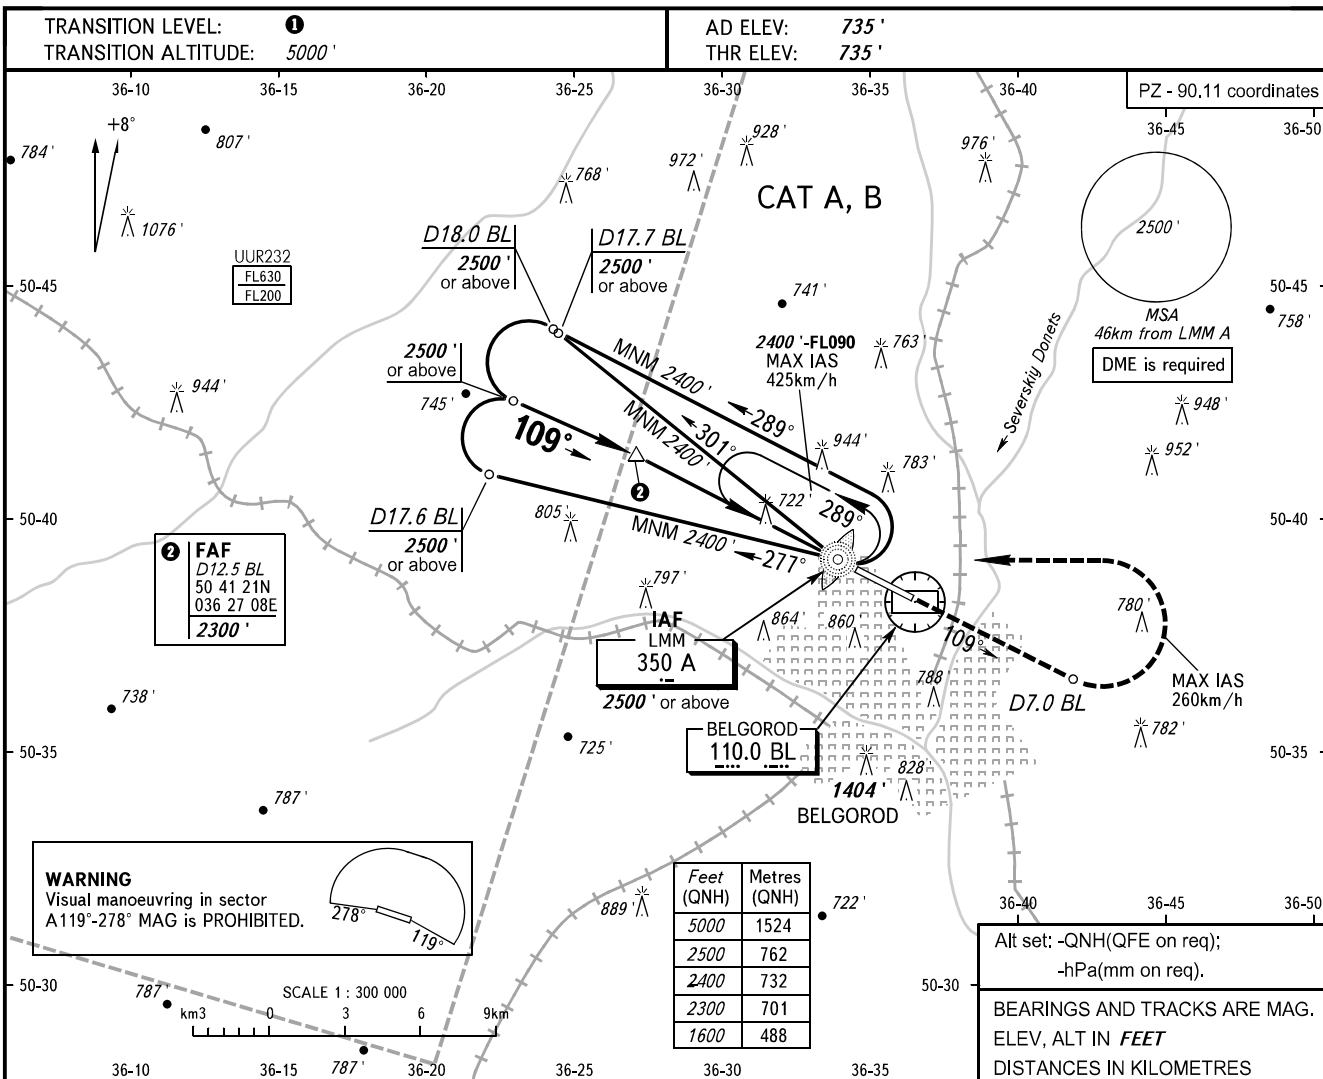 TRANSITION LEVEL: 1
TRANSITION ALTITUDE: 5000 '
AD ELEV: 735 '
THR ELEV: 735 '
36-10 36-15 36-20 36-25 36-30 36-35 36-40
PZ - 90.11 coordinates
36-45 36-50
+8°
807 '
784 '
1076 '
768 '
972 '
928 '
976 '
CAT A, B
2500 '
MSA
46km from LMM A
DME is required
UUR232
FL630
FL200
D18.0 BL
2500 '
or above
D17.7 BL
2500 '
or above
50-45
50-45
741 '
758 '
2400 '-FL090
MAX IAS
425km/h
763 '
Severskiy Donets
2500 '
or above
745 '
944 '
MNM 2400 '
289°
MNM 2400 '
301°
109°
948 '
952 '
944 '
783 '
722 '
289°
2
D17.6 BL
2500 '
or above
805 '
MNM 2400 '
277°
50-40
50-40
2 FAF
D12.5 BL
50 41 21N
036 27 08E
2300 '
797 '
IAF
LMM
350 A
2500 ' or above
864 '
860 '
780 '
109°
788 '
D7.0 BL
MAX IAS
260km/h
738 '
725 '
782 '
BELGOROD
110.0 BL
50-35
50-35
1404 '
828 '
BELGOROD
787 '
WARNING
Visual manoeuvring in sector
A119°-278° MAG is PROHIBITED.
278°
119°
889 '
722 '
Feet (QNH) Metres (QNH)
5000 1524
2500 762
2400 732
2300 701
1600 488
36-40 36-45 36-50
Alt set: -QNH(QFE on req);
-hPa(mm on req).
50-30
50-30
787 '
SCALE 1 : 300 000
km3 0 3 6 9km
787 '
BEARINGS AND TRACKS ARE MAG.
ELEV, ALT IN FEET
DISTANCES IN KILOMETRES
36-10 36-15 36-20 36-25 36-30 36-35